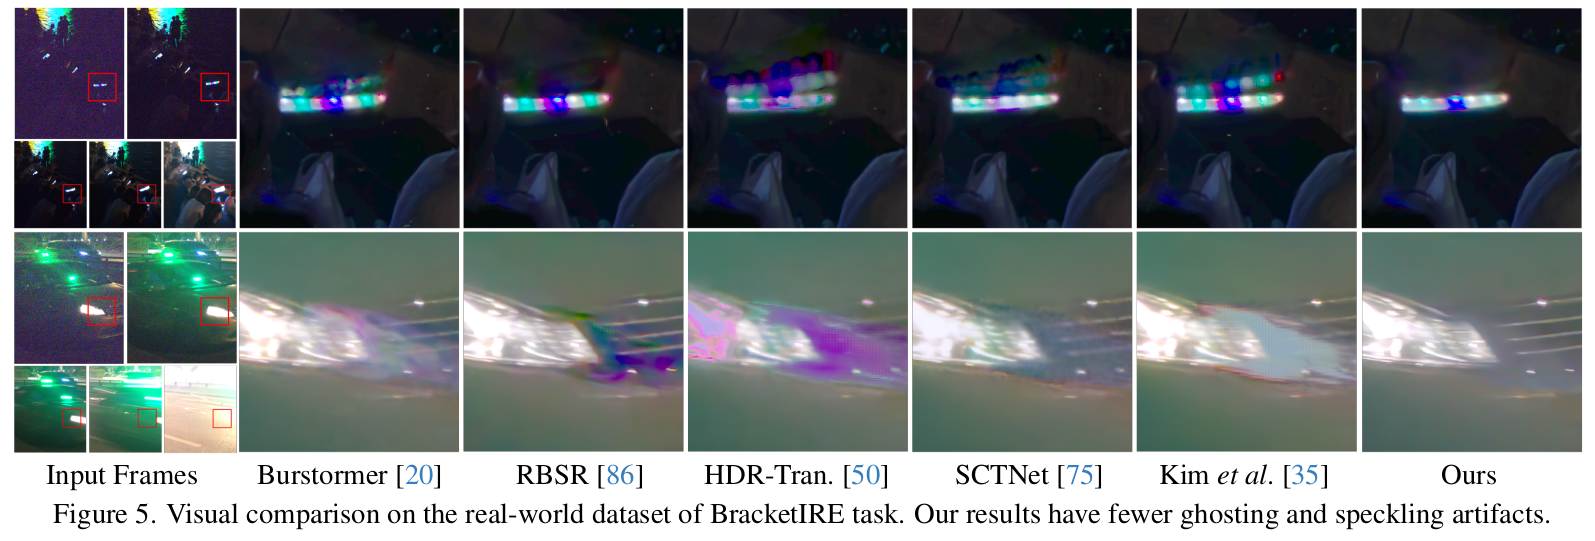 Input Frames Burstormer [20] RBSR [86] HDR-Tran. [50] SCTNet [75] Kim et al. [35] Ours
Figure 5. Visual comparison on the real-world dataset of BracketIRE task. Our results have fewer ghosting and speckling artifacts.